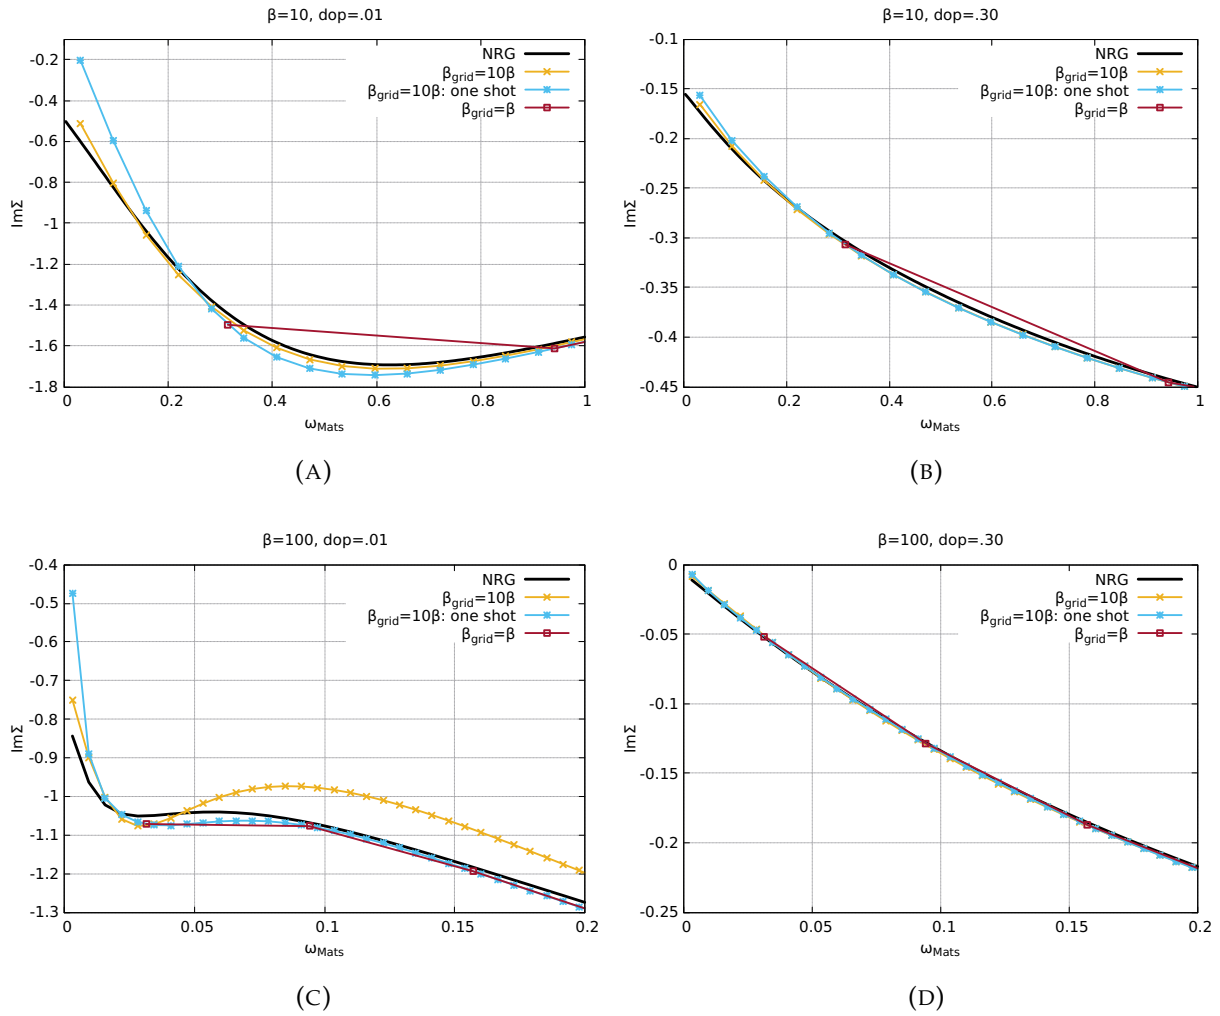 β=10, dop=.01
NRG
βgrid=10β
βgrid=10β: one shot
βgrid=β
ImΣ
-0.2
-0.4
-0.6
-0.8
-1
-1.2
-1.4
-1.6
-1.8
0 0.2 0.4 0.6 0.8 1
ωMats
(A)
β=10, dop=.30
NRG
βgrid=10β
βgrid=10β: one shot
βgrid=β
ImΣ
-0.1
-0.15
-0.2
-0.25
-0.3
-0.35
-0.4
-0.45
0 0.2 0.4 0.6 0.8 1
ωMats
(B)
β=100, dop=.01
NRG
βgrid=10β
βgrid=10β: one shot
βgrid=β
ImΣ
-0.4
-0.5
-0.6
-0.7
-0.8
-0.9
-1
-1.1
-1.2
-1.3
0 0.05 0.1 0.15 0.2
ωMats
(C)
β=100, dop=.30
NRG
βgrid=10β
βgrid=10β: one shot
βgrid=β
ImΣ
0
-0.05
-0.1
-0.15
-0.2
-0.25
0 0.05 0.1 0.15 0.2
ωMats
(D)